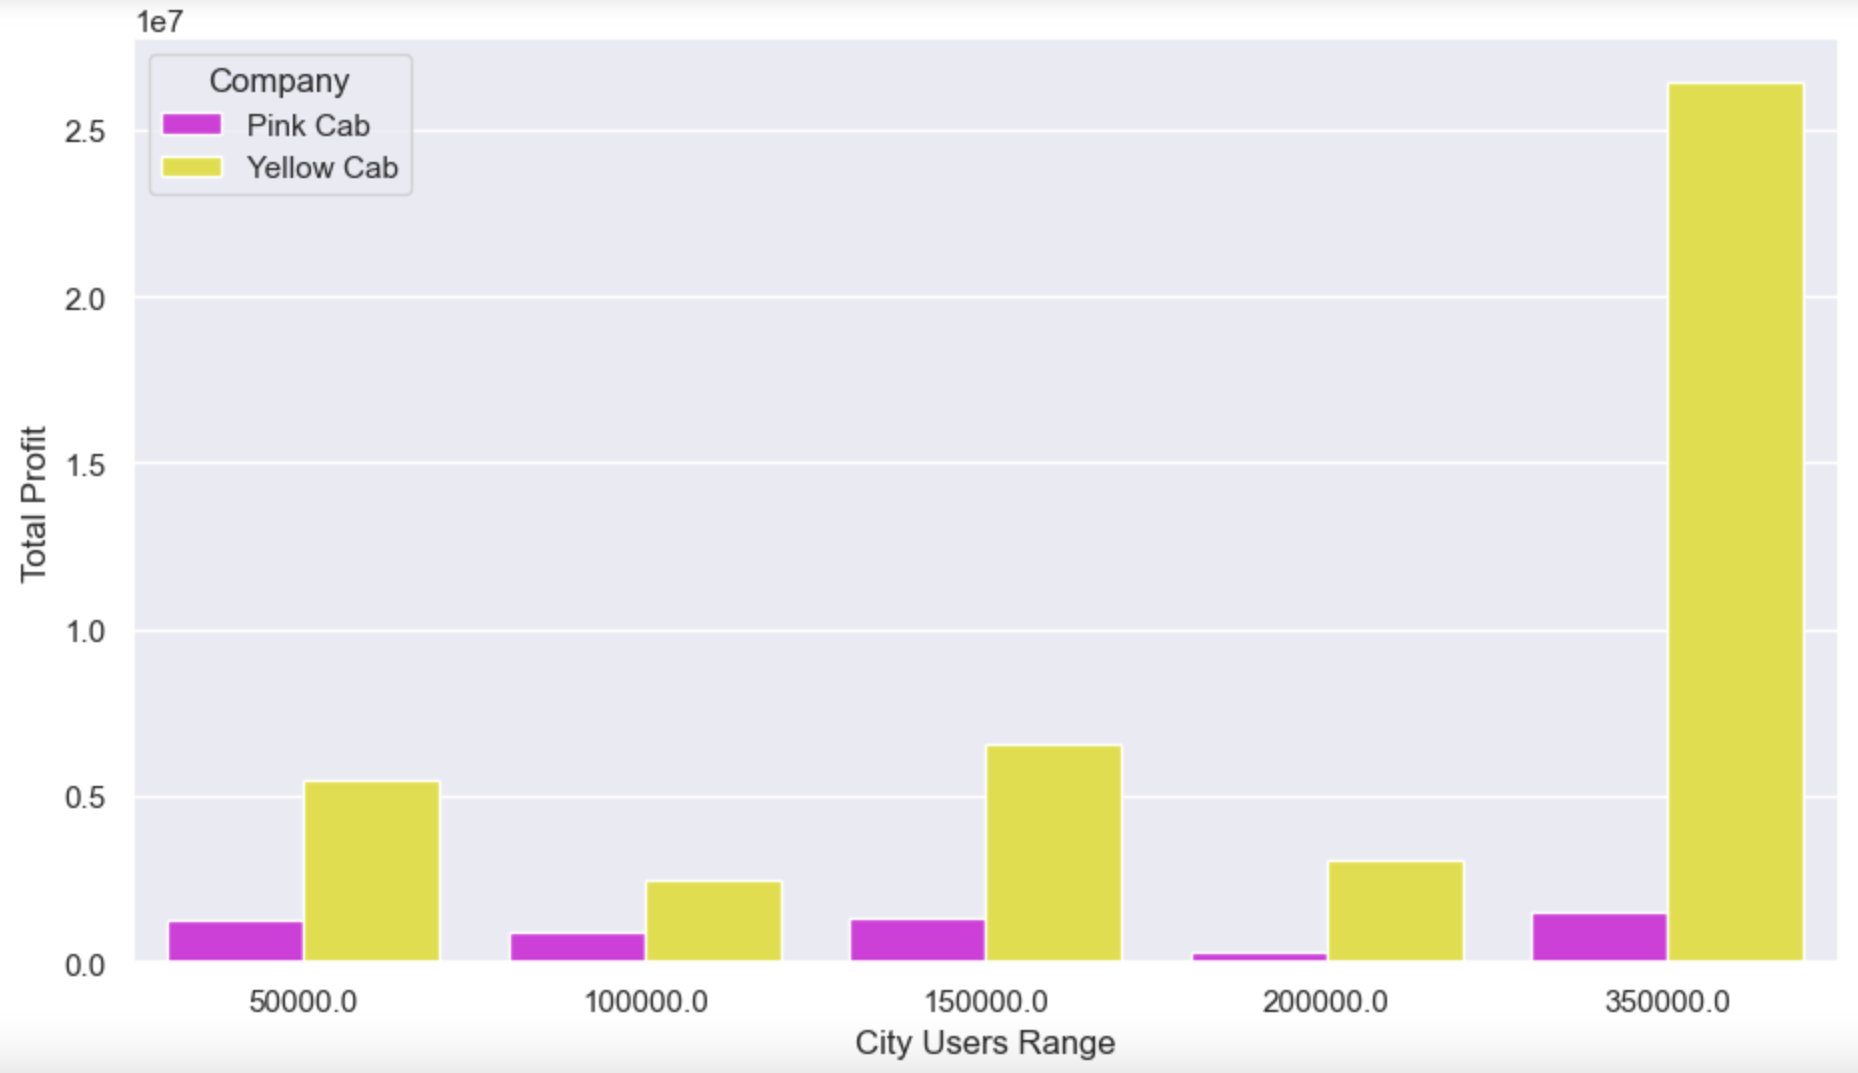 1e7
Company
Pink Cab
Yellow Cab
2.5
2.0
1.5
1.0
0.5
0.0
Total Profit
50000.0 100000.0 150000.0 200000.0 350000.0
City Users Range